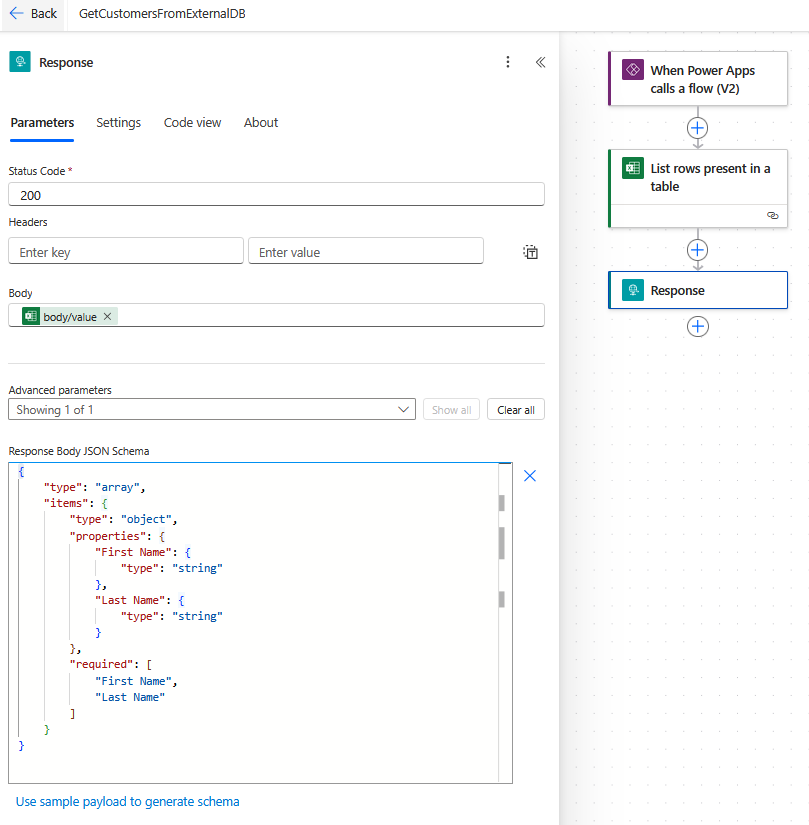 Back GetCustomersFromExternalDB
Response
Parameters Settings Code view About
Status Code *
200
Headers
Enter key Enter value
Body
body/value
Advanced parameters
Showing 1 of 1 Show all Clear all
Response Body JSON Schema
{
"type": "array",
"items": {
"type": "object",
"properties": {
"First Name": {
"type": "string"
},
"Last Name": {
"type": "string"
}
},
"required": [
"First Name",
"Last Name"
]
}
}
Use sample payload to generate schema
When Power Apps
calls a flow (V2)
List rows present in a
table
Response